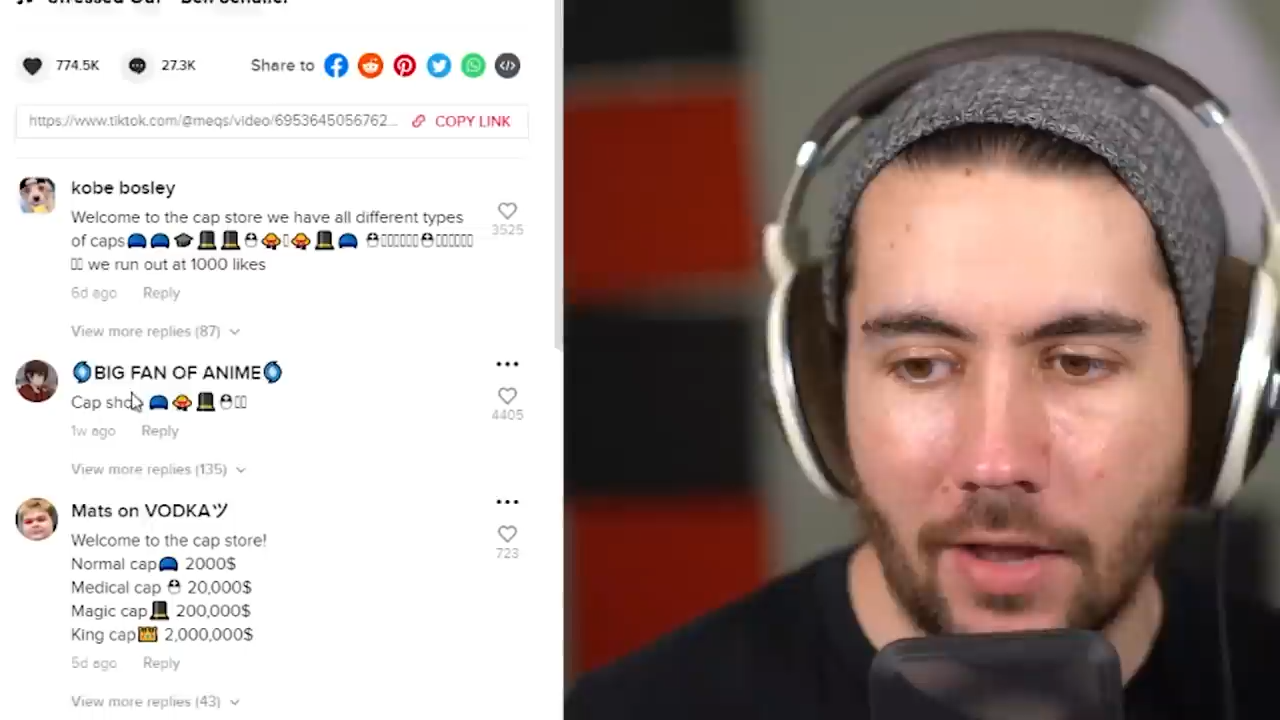 Stressed Out - Ben Schuller
774.5K
27.3K
Share to
https://www.tiktok.com/@meqs/video/6953645056762...
COPY LINK
kobe bosley
Welcome to the cap store we have all different types
of caps🧢🧢🎓🎩🎩⛑👒👒🎩🧢 ⛑⛑
we run out at 1000 likes
3525
6d ago Reply
View more replies (87)
🌀BIG FAN OF ANIME🌀
Cap sho 🧢👒🎩⛑
4405
1w ago Reply
View more replies (135)
Mats on VODKAツ
Welcome to the cap store!
Normal cap🧢 2000$
723
Medical cap ⛑ 20,000$
Magic cap🎩 200,000$
King cap👑 2,000,000$
5d ago Reply
View more replies (43)